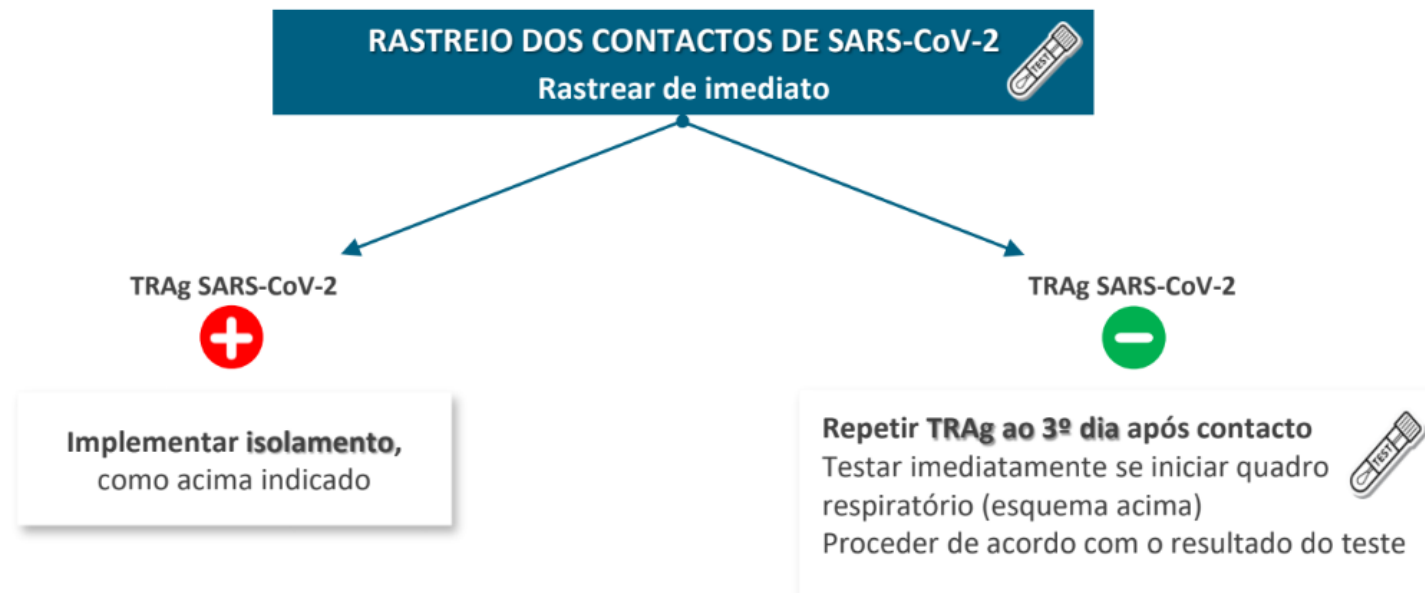 RASTREIO DOS CONTACTOS DE SARS-CoV-2
Rastrear de imediato
TEST
TRAg SARS-CoV-2
Implementar isolamento,
como acima indicado
TRAg SARS-CoV-2
Repetir TRAg ao 3º dia após contacto
Testar imediatamente se iniciar quadro
respiratório (esquema acima)
Proceder de acordo com o resultado do teste
TEST